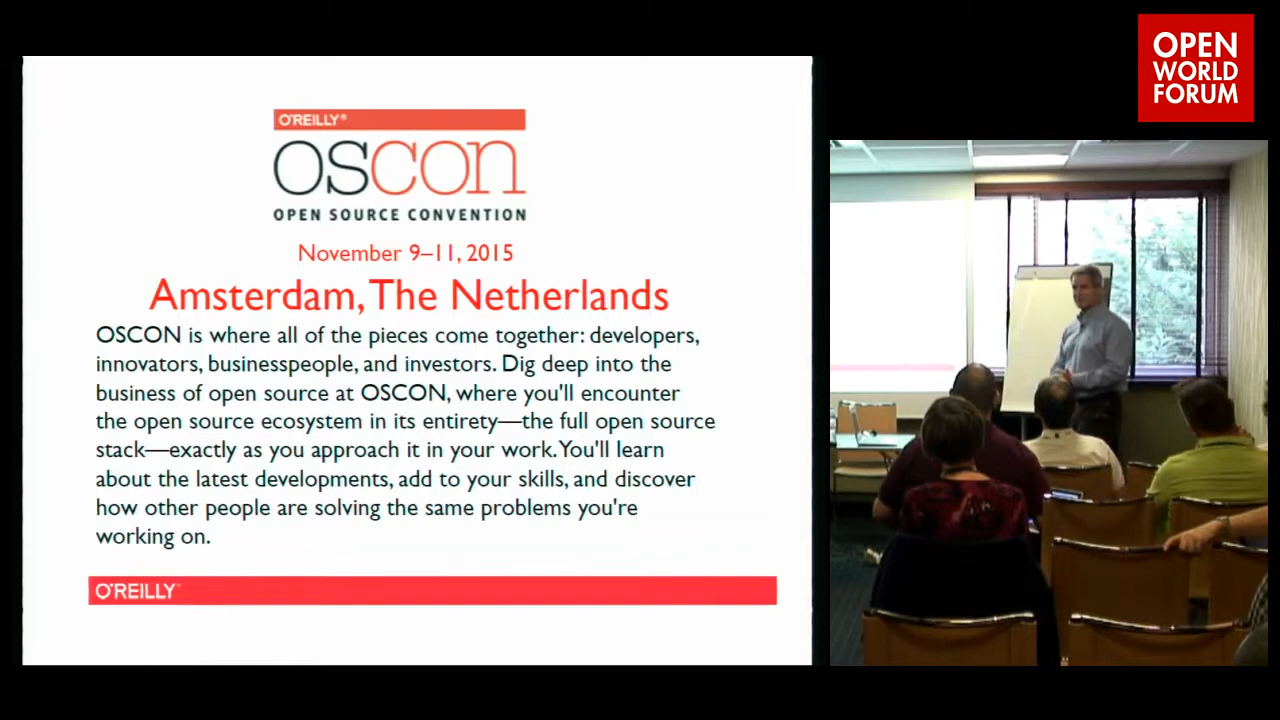 OPEN
WORLD
FORUM
O'REILLY®
OSCON
OPEN SOURCE CONVENTION
November 9–11, 2015
Amsterdam, The Netherlands
OSCON is where all of the pieces come together: developers,
innovators, businesspeople, and investors. Dig deep into the
business of open source at OSCON, where you'll encounter
the open source ecosystem in its entirety—the full open source
stack—exactly as you approach it in your work. You'll learn
about the latest developments, add to your skills, and discover
how other people are solving the same problems you're
working on.
O'REILLY®